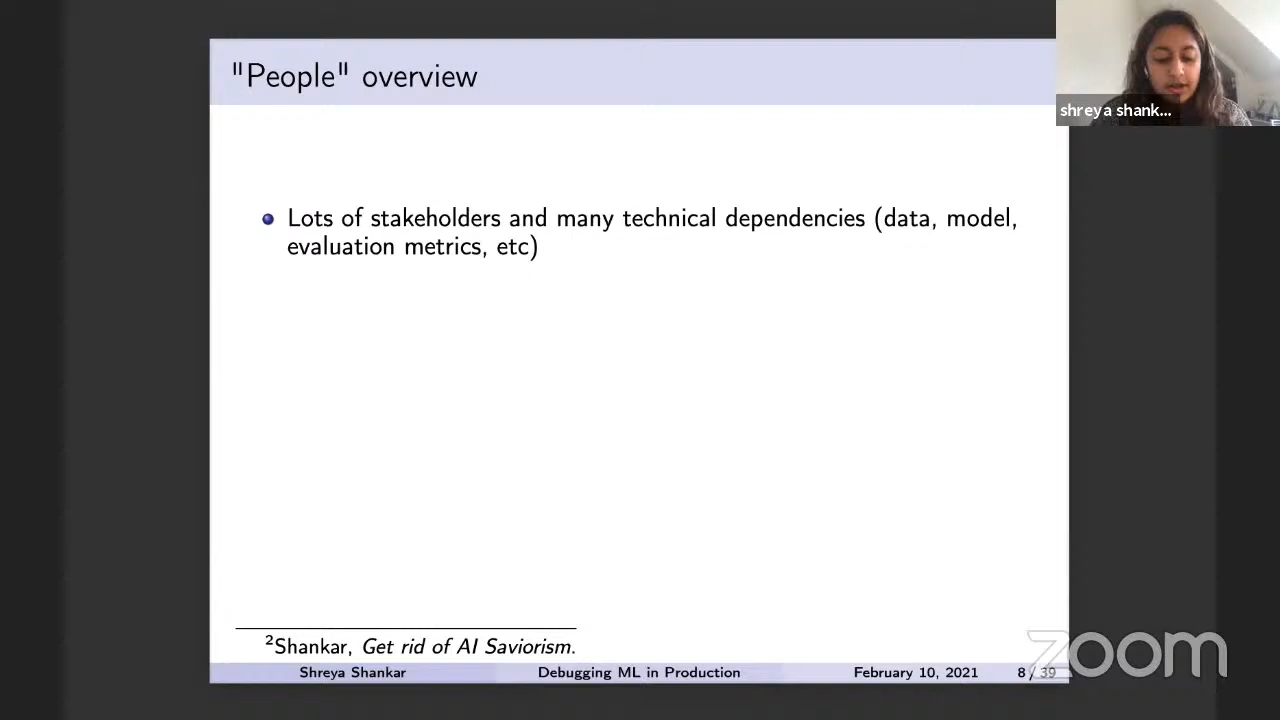 "People" overview
shreya shank...
Lots of stakeholders and many technical dependencies (data, model,
evaluation metrics, etc)
²Shankar, Get rid of AI Saviorism.
Shreya Shankar Debugging ML in Production February 10, 2021 8 / 39
zoom